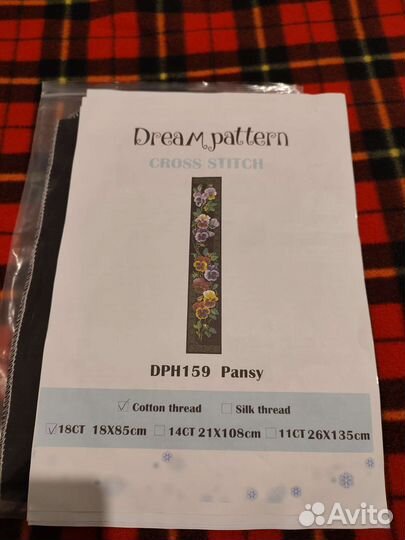 Dream pattern
CROSS STITCH
DPH159 Pansy
☑ Cotton thread ☐ Silk thread
☑ 18CT 18X85cm ☐ 14CT 21X108cm ☐ 11CT 26X135cm
Avito